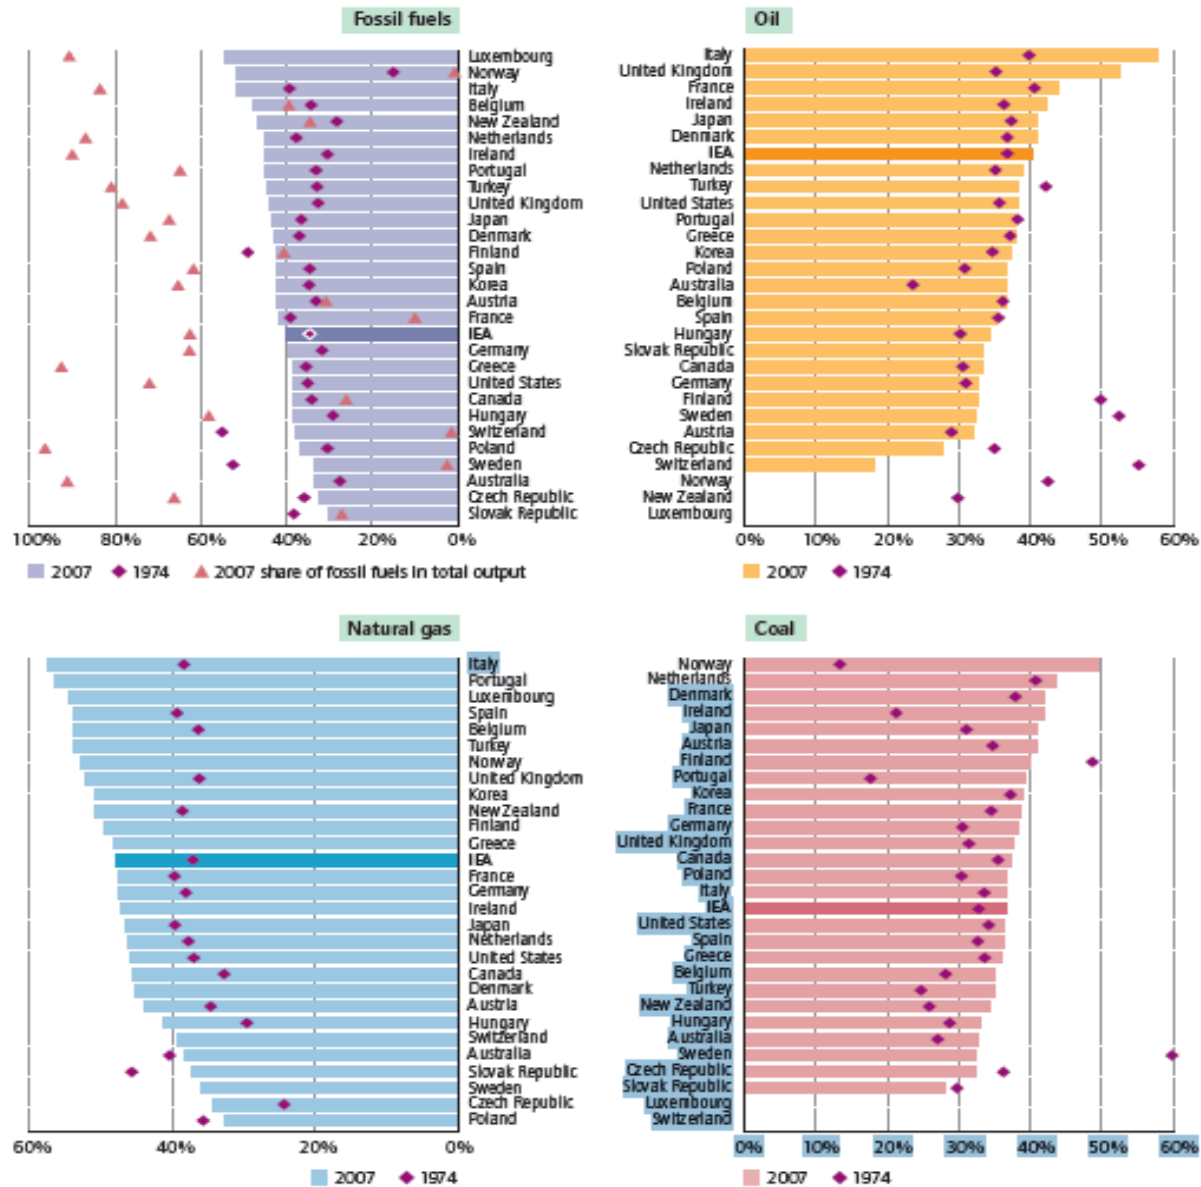 Fossil fuels
Luxembourg
Norway
Italy
Belgium
New Zealand
Netherlands
Ireland
Portugal
Turkey
United Kingdom
Japan
Denmark
Finland
Spain
Korea
Austria
France
IEA
Germany
Greece
United States
Canada
Hungary
Switzerland
Poland
Sweden
Australia
Czech Republic
Slovak Republic
100% 80% 60% 40% 20% 0%
2007 1974 2007 share of fossil fuels in total output
Oil
Italy
United Kingdom
France
Ireland
Japan
Denmark
IEA
Netherlands
Turkey
United States
Portugal
Greece
Korea
Poland
Australia
Belgium
Spain
Hungary
Slovak Republic
Canada
Germany
Finland
Sweden
Austria
Czech Republic
Switzerland
Norway
New Zealand
Luxembourg
0% 10% 20% 30% 40% 50% 60%
2007 1974
Natural gas
Italy
Portugal
Luxembourg
Spain
Belgium
Turkey
Norway
United Kingdom
Korea
New Zealand
Finland
Greece
IEA
France
Germany
Ireland
Japan
Netherlands
United States
Canada
Denmark
Austria
Hungary
Switzerland
Australia
Slovak Republic
Sweden
Czech Republic
Poland
60% 40% 20% 0%
2007 1974
Coal
Norway
Netherlands
Denmark
Ireland
Japan
Austria
Finland
Portugal
Korea
France
Germany
United Kingdom
Canada
Poland
Italy
IEA
United States
Spain
Greece
Belgium
Turkey
New Zealand
Hungary
Australia
Sweden
Czech Republic
Slovak Republic
Luxembourg
Switzerland
0% 10% 20% 30% 40% 50% 60%
2007 1974